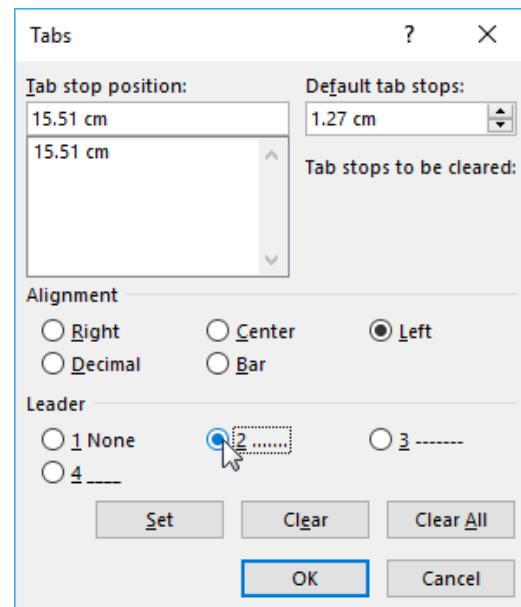 Tabs ?
Tab stop position: Default tab stops:
15.51 cm 1.27 cm
15.51 cm
Tab stops to be cleared:
Alignment
Right Center Left
Decimal Bar
Leader
1 None 2 ....... 3 -------
4 ____
Set Clear Clear All
OK Cancel